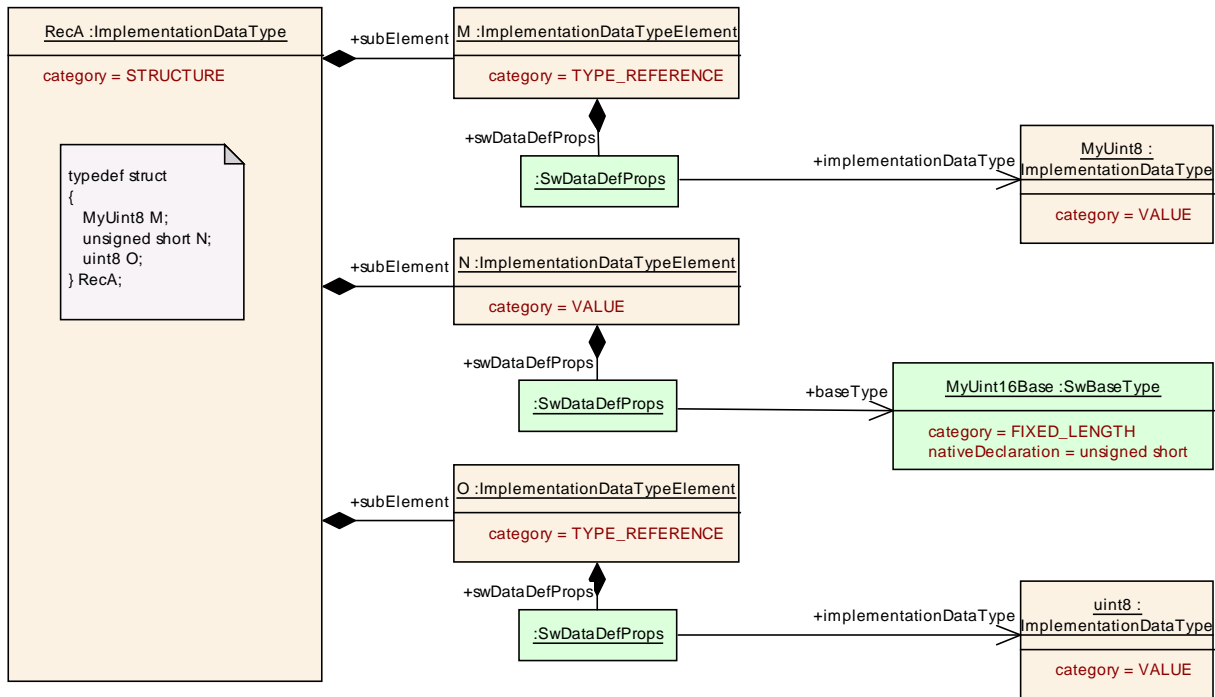 RecA :ImplementationDataType
category = STRUCTURE
typedef struct
{
MyUint8 M;
unsigned short N;
uint8 O;
} RecA;
+subElement
M :ImplementationDataTypeElement
category = TYPE_REFERENCE
+swDataDefProps
:SwDataDefProps
+implementationDataType
MyUint8 :
ImplementationDataType
category = VALUE
+subElement
N :ImplementationDataTypeElement
category = VALUE
+swDataDefProps
:SwDataDefProps
+baseType
MyUint16Base :SwBaseType
category = FIXED_LENGTH
nativeDeclaration = unsigned short
+subElement
O :ImplementationDataTypeElement
category = TYPE_REFERENCE
+swDataDefProps
:SwDataDefProps
+implementationDataType
uint8 :
ImplementationDataType
category = VALUE